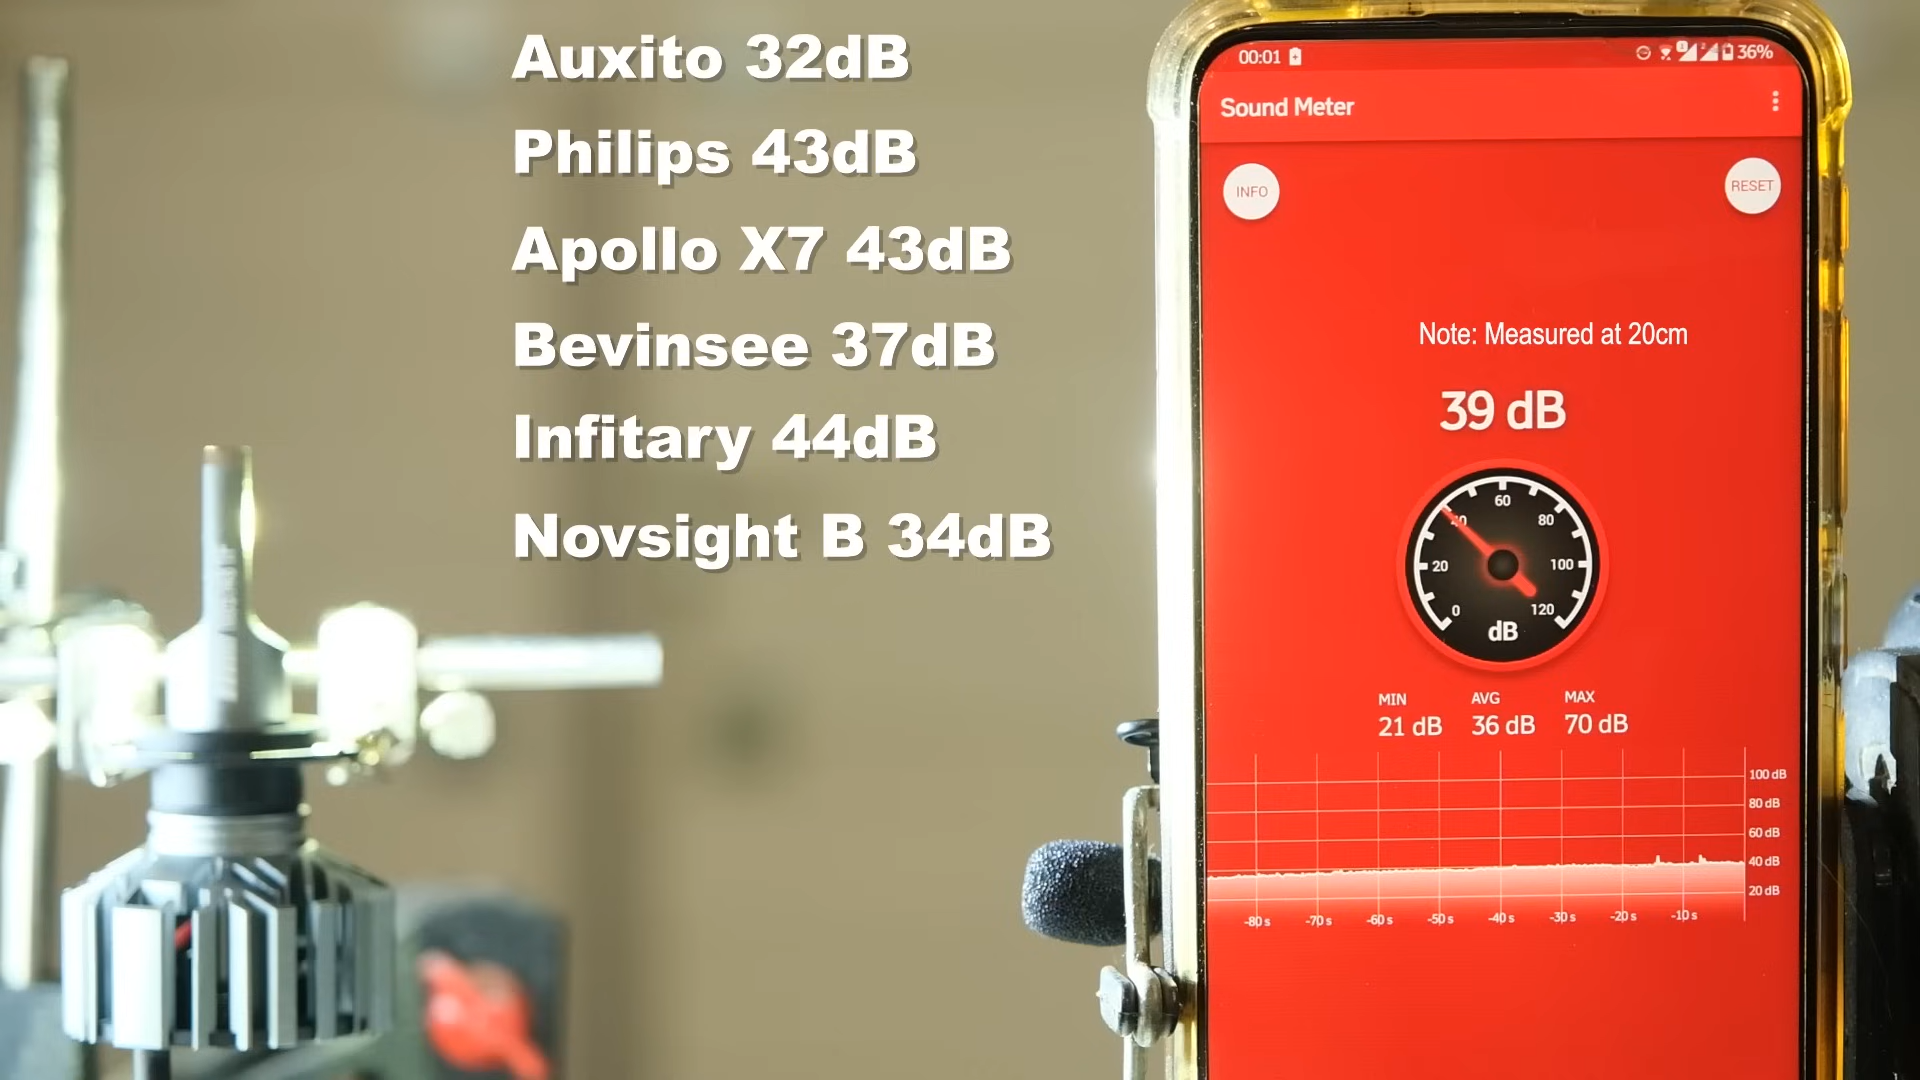 Auxito 32dB
Philips 43dB
Apollo X7 43dB
Bevinsee 37dB
Infitary 44dB
Novsight B 34dB
00:01
36%
Sound Meter
INFO
RESET
Note: Measured at 20cm
39 dB
0 20 40 60 80 100 120
dB
MIN AVG MAX
21 dB 36 dB 70 dB
100 dB
80 dB
60 dB
40 dB
20 dB
-80 s -70 s -60 s -50 s -40 s -30 s -20 s -10 s